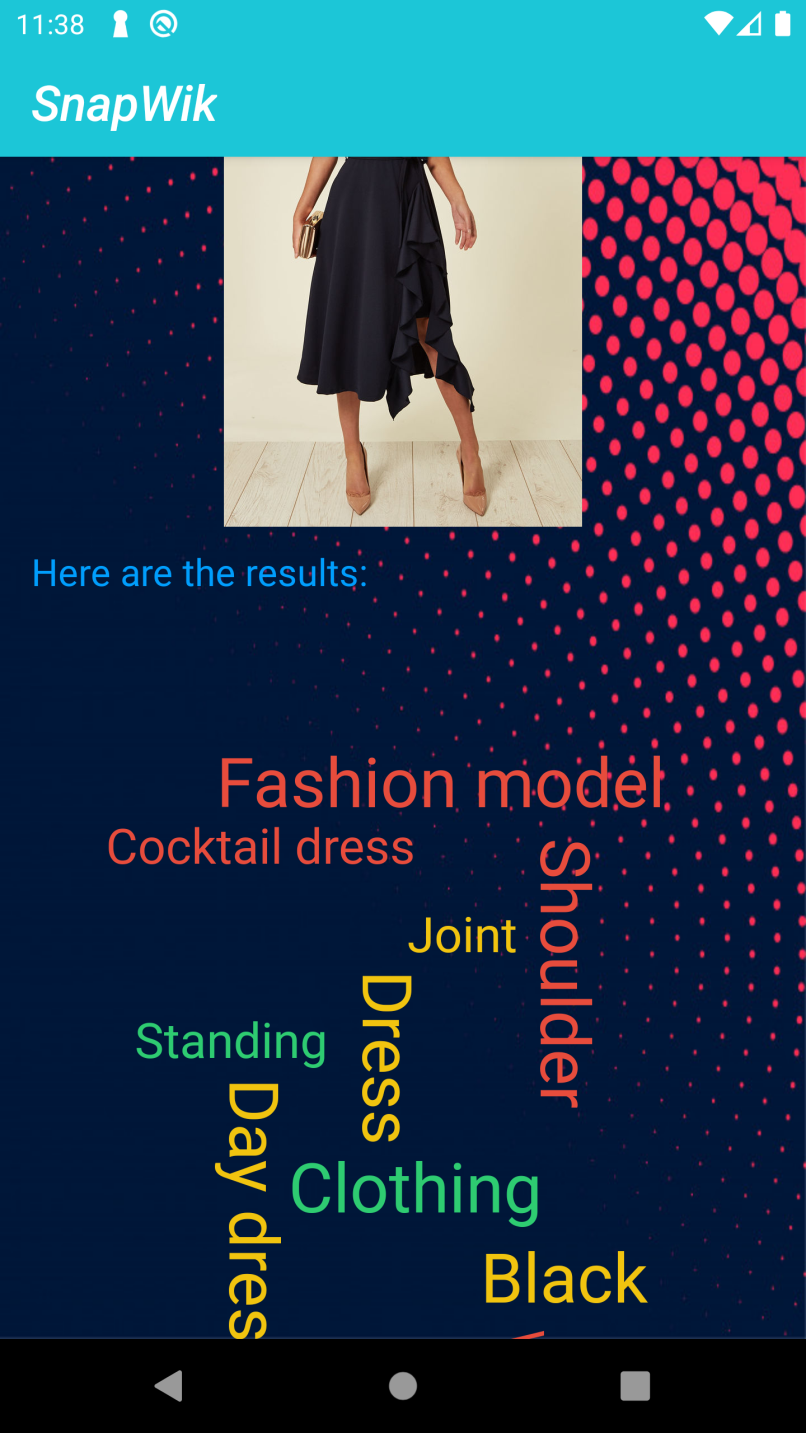 11:38
SnapWik
Here are the results:
Fashion model
Cocktail dress
Shoulder
Joint
Dress
Standing
Day dres
Clothing
Black